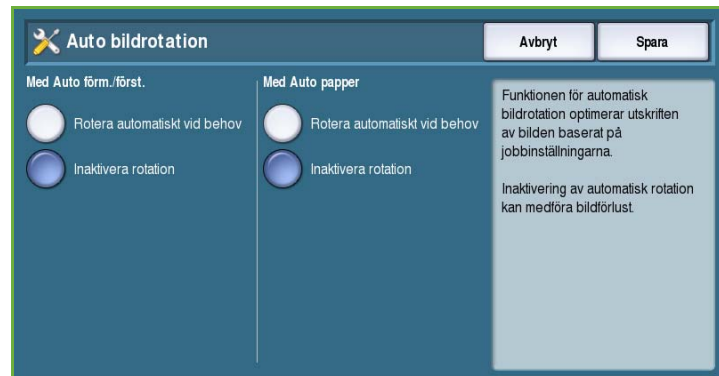 Auto bildrotation
Avbryt
Spara
Med Auto förm./först.
Rotera automatiskt vid behov
Inaktivera rotation
Med Auto papper
Rotera automatiskt vid behov
Inaktivera rotation
Funktionen för automatisk
bildrotation optimerar utskriften
av bilden baserat på
jobbinställningarna.
Inaktivering av automatisk rotation
kan medföra bildförlust.